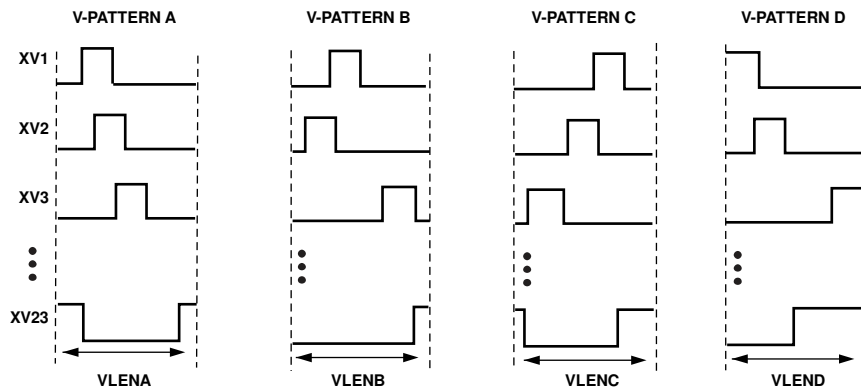 V-PATTERN A V-PATTERN B V-PATTERN C V-PATTERN D
XV1
XV2
XV3
XV23
VLENA VLENB VLENC VLEND